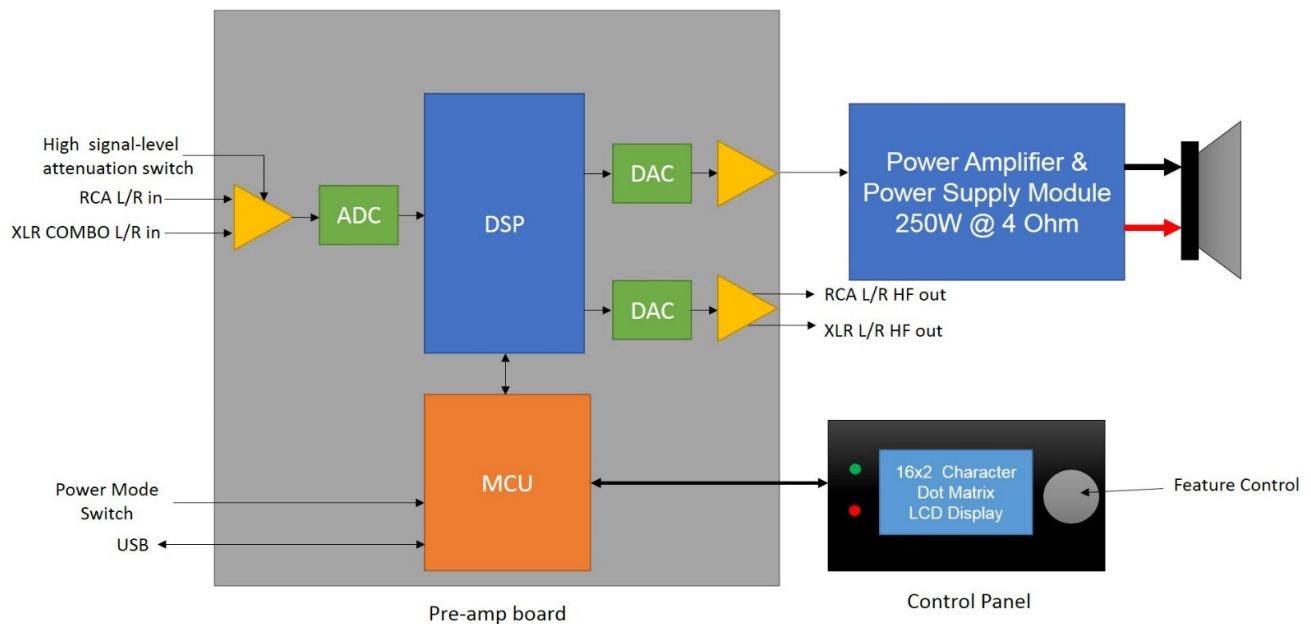 High signal-level
attenuation switch
RCA L/R in
XLR COMBO L/R in
ADC
DSP
DAC
DAC
Power Amplifier &
Power Supply Module
250W @ 4 Ohm
RCA L/R HF out
XLR L/R HF out
Power Mode
Switch
USB
MCU
16x2 Character
Dot Matrix
LCD Display
Feature Control
Pre-amp board
Control Panel